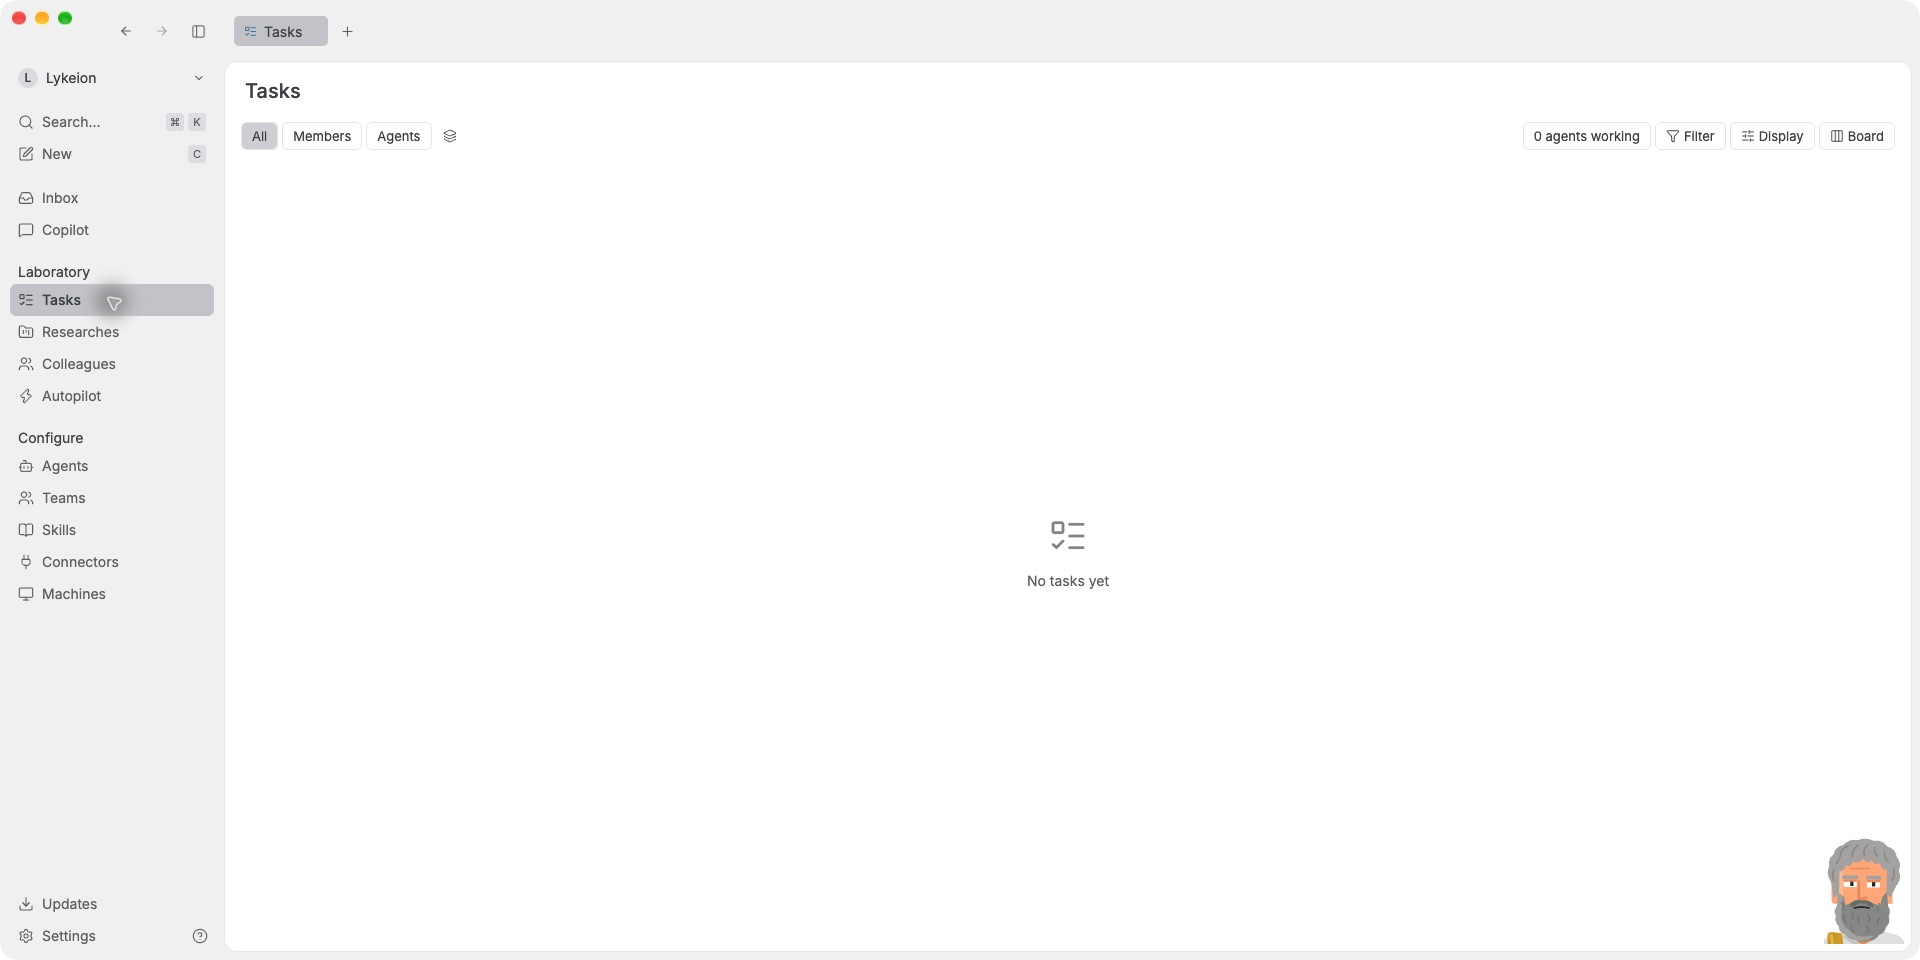 Tasks
L Lykeion
Search... ⌘ K
New C
Inbox
Copilot
Laboratory
Tasks
Researches
Colleagues
Autopilot
Configure
Agents
Teams
Skills
Connectors
Machines
Updates
Settings
Tasks
All Members Agents 0 agents working Filter Display Board
No tasks yet